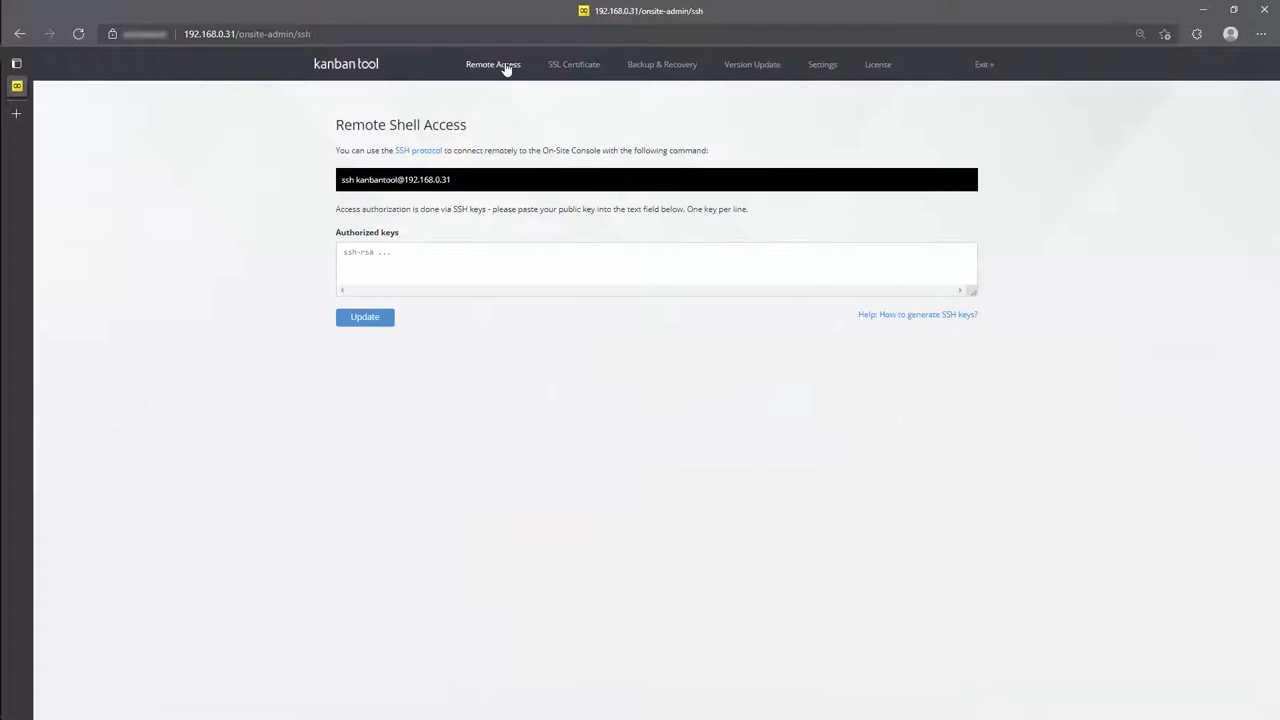 192.168.0.31/onsite-admin/ssh
192.168.0.31/onsite-admin/ssh
kanban tool Remote Access SSL Certificate Backup & Recovery Version Update Settings License Exit »
Remote Shell Access
You can use the SSH protocol to connect remotely to the On-Site Console with the following command:
ssh kanbantool@192.168.0.31
Access authorization is done via SSH keys - please paste your public key into the text field below. One key per line.
Authorized keys
ssh-rsa ...
Update Help: How to generate SSH keys?